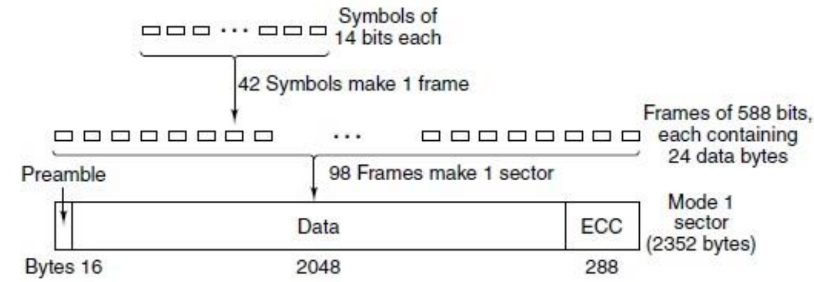 Symbols of
14 bits each
42 Symbols make 1 frame
Frames of 588 bits,
each containing
24 data bytes
Preamble
98 Frames make 1 sector
Mode 1
sector
(2352 bytes)
Data
ECC
Bytes 16
2048
288